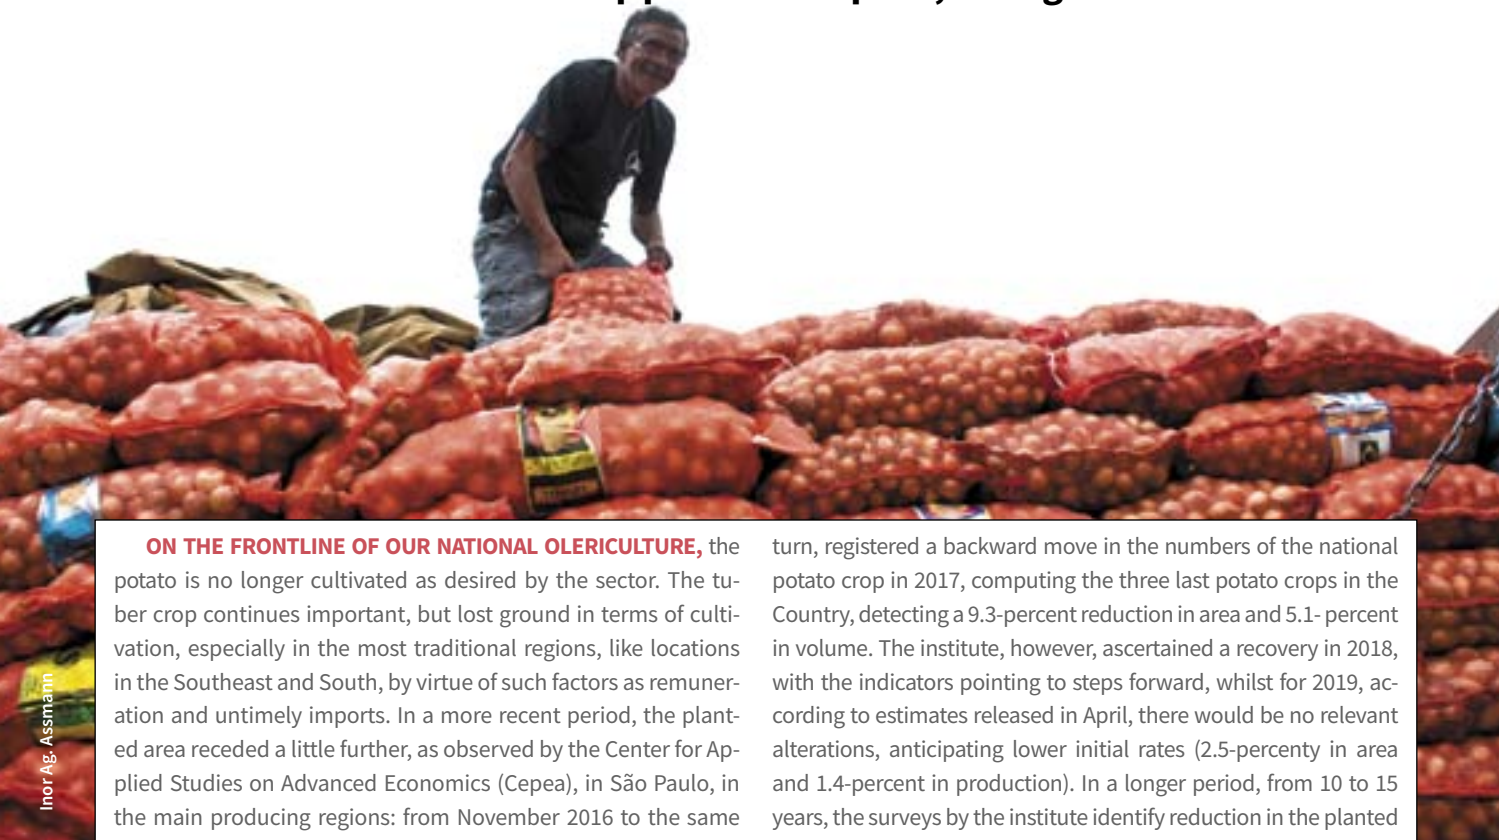 ON THE FRONTLINE OF OUR NATIONAL OLERICULTURE, the
potato is no longer cultivated as desired by the sector. The tu-
ber crop continues important, but lost ground in terms of culti-
vation, especially in the most traditional regions, like locations
in the Southeast and South, by virtue of such factors as remuner-
ation and untimely imports. In a more recent period, the plant-
ed area receded a little further, as observed by the Center for Ap-
plied Studies on Advanced Economics (Cepea), in São Paulo, in
the main producing regions: from November 2016 to the same
turn, registered a backward move in the numbers of the national
potato crop in 2017, computing the three last potato crops in the
Country, detecting a 9.3-percent reduction in area and 5.1- percent
in volume. The institute, however, ascertained a recovery in 2018,
with the indicators pointing to steps forward, whilst for 2019, ac-
cording to estimates released in April, there would be no relevant
alterations, anticipating lower initial rates (2.5-percenty in area
and 1.4-percent in production). In a longer period, from 10 to 15
years, the surveys by the institute identify reduction in the planted
Inor Ag. Assmann